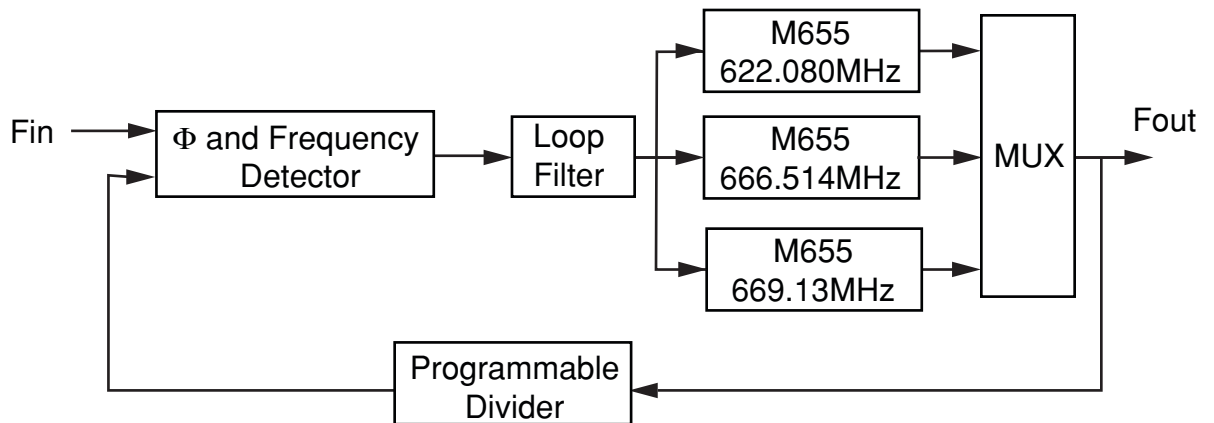 M655
622.080MHz
Fin
Φ and Frequency
Detector
Loop
Filter
M655
666.514MHz
MUX
Fout
M655
669.13MHz
Programmable
Divider